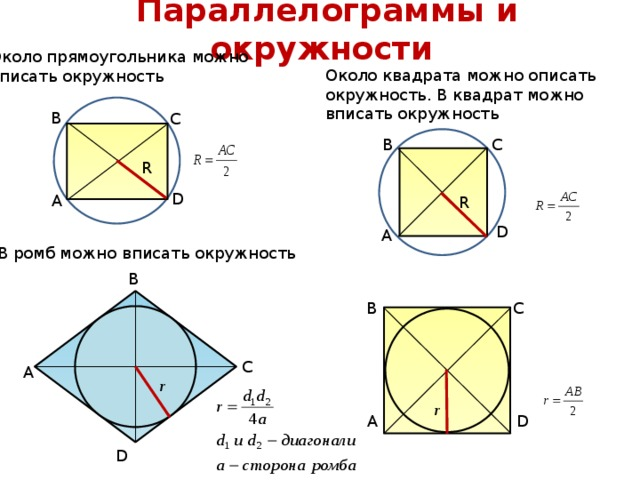 Параллелограммы и
окружности
Около прямоугольника можно
писать окружность
B
C
R
A
D
R = AC/2
Около квадрата можно описать
окружность. В квадрат можно
вписать окружность
B
C
R
A
D
R = AC/2
В ромб можно вписать окружность
B
A
C
r
D
r = d₁d₂/4a
d₁ и d₂ – диагонали
a – сторона ромба
B
C
r
A
D
r = AB/2